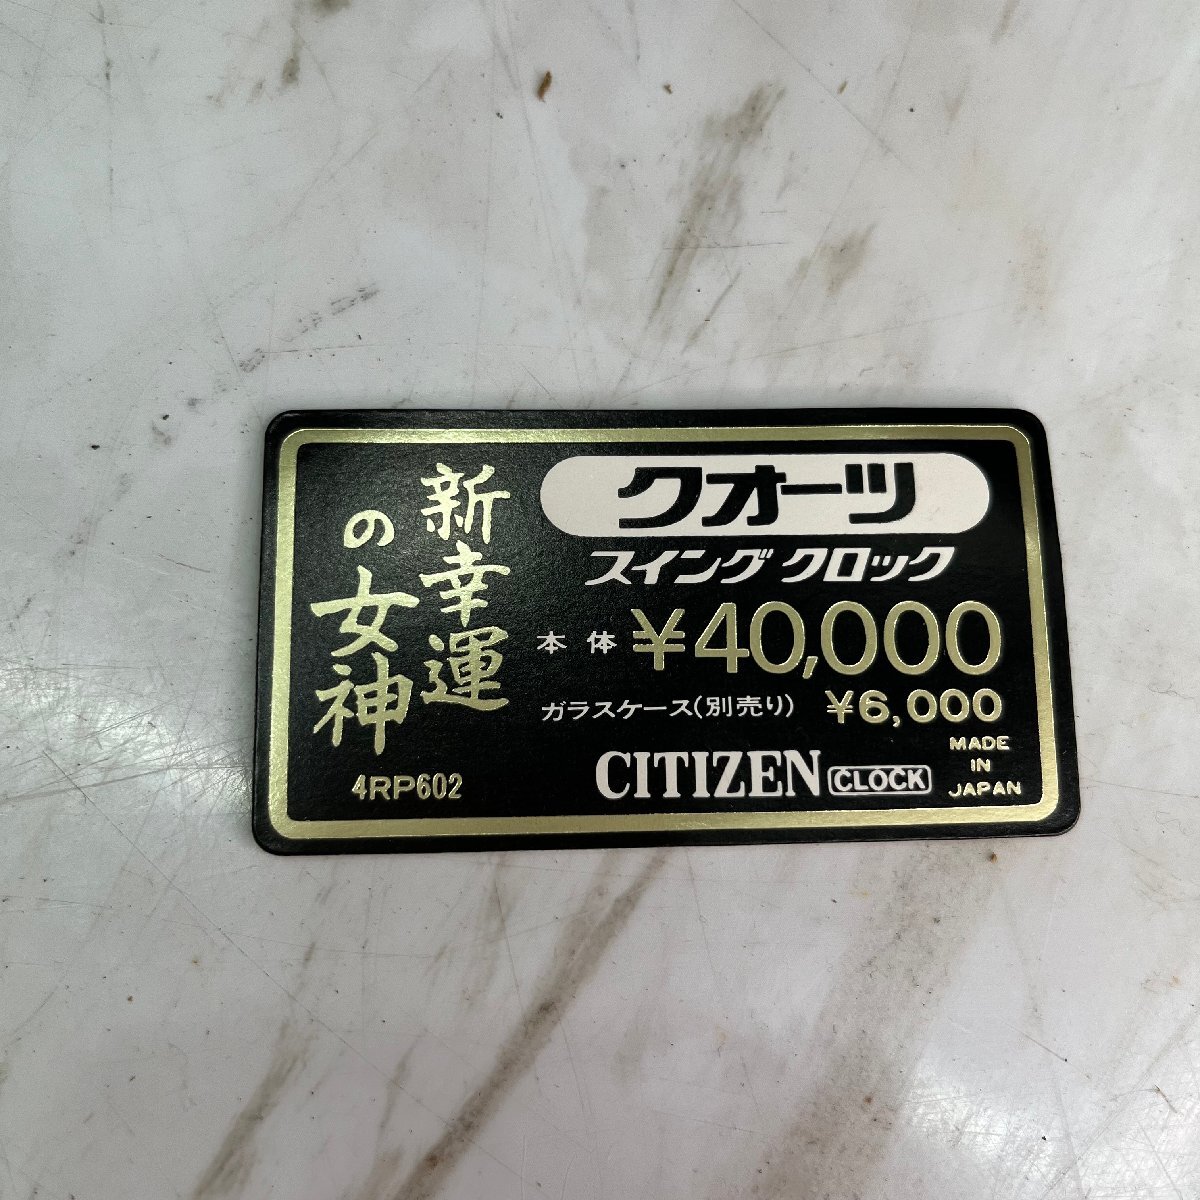 新幸運
の女神
4RP602
クオーツ
スイング クロック
本体 ¥40,000
ガラスケース(別売り) ¥6,000
CITIZEN CLOCK
MADE
IN
JAPAN